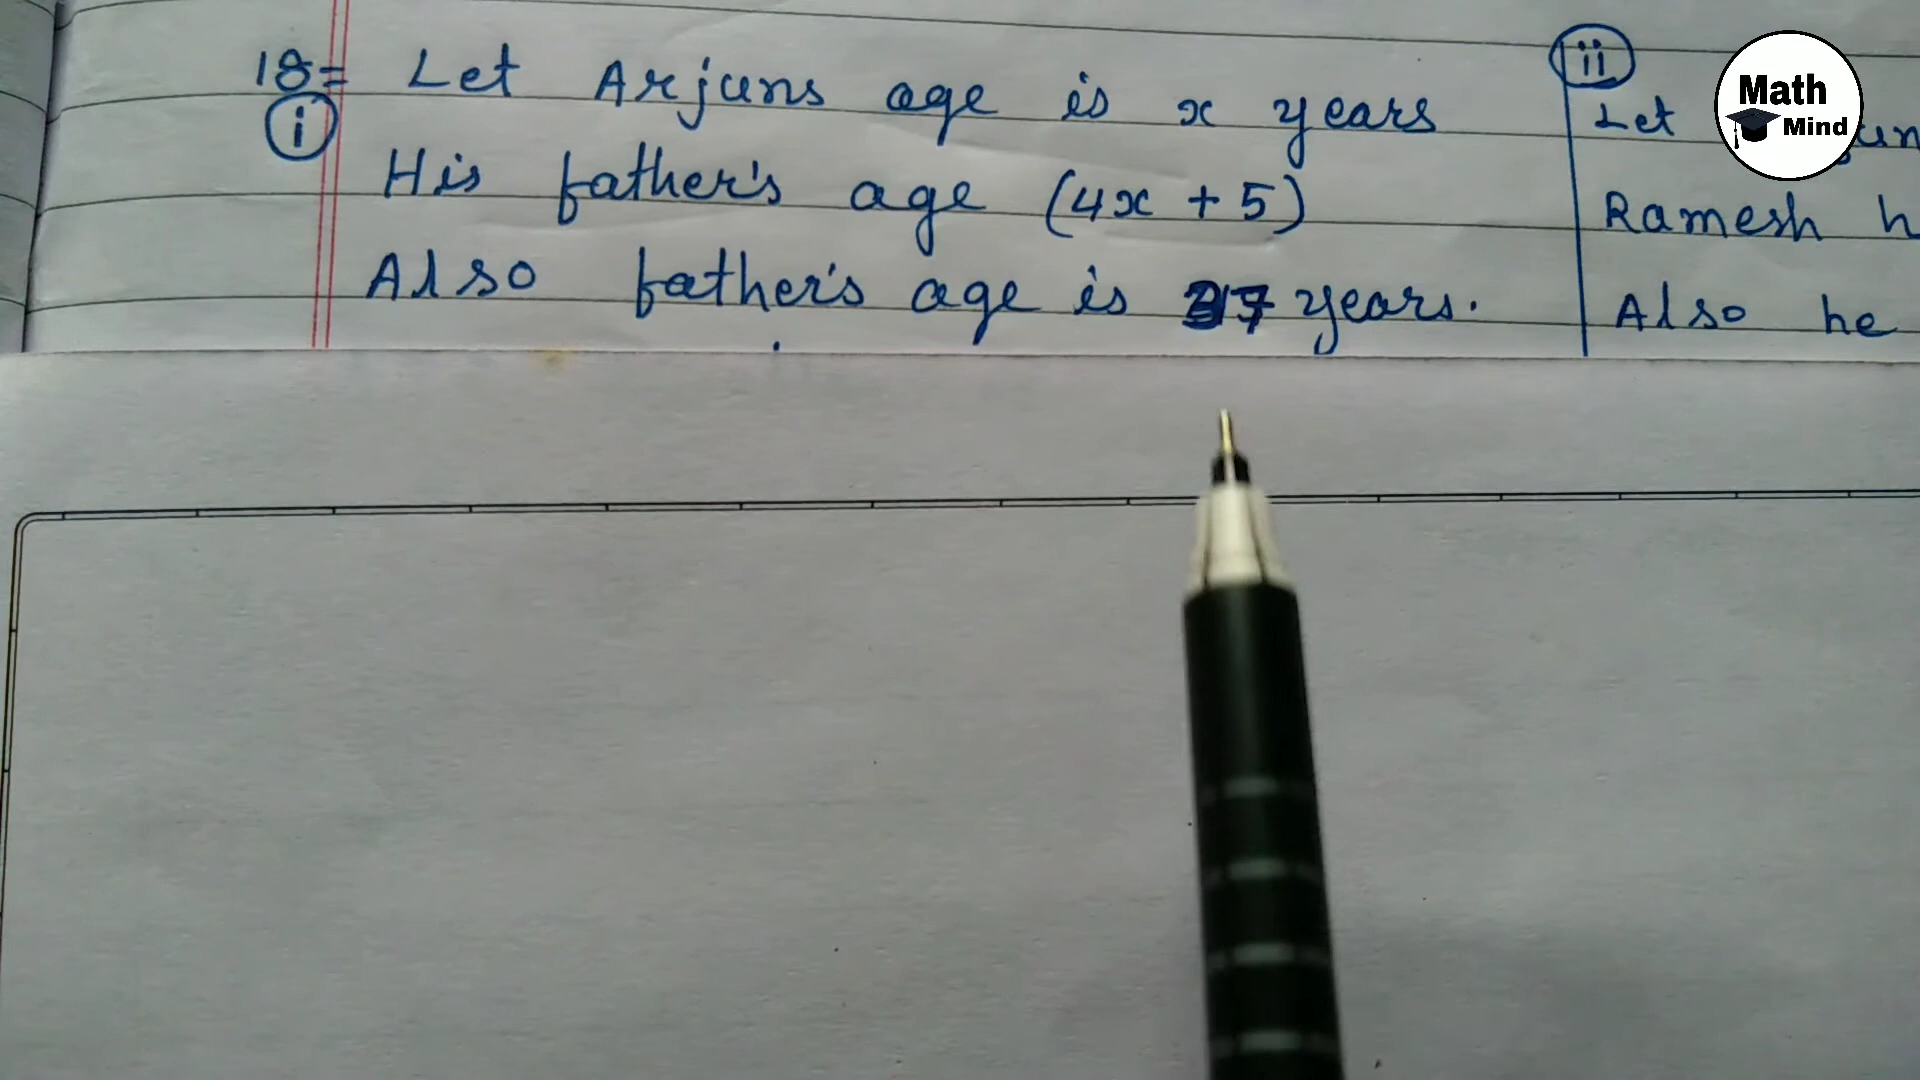 18=
i
Let Arjuns age is x years
His father's age (4x + 5)
Also father's age is years.
ii
Let
Ramesh h
Also he
Math
Mind